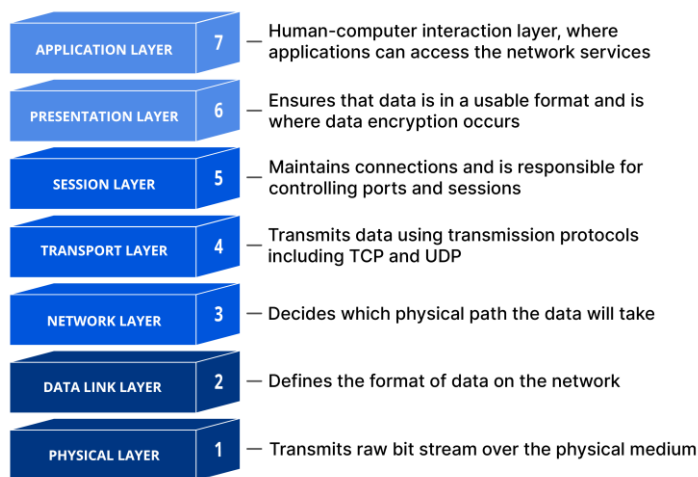 APPLICATION LAYER 7 — Human-computer interaction layer, where
applications can access the network services
PRESENTATION LAYER 6 — Ensures that data is in a usable format and is
where data encryption occurs
SESSION LAYER 5 — Maintains connections and is responsible for
controlling ports and sessions
TRANSPORT LAYER 4 — Transmits data using transmission protocols
including TCP and UDP
NETWORK LAYER 3 — Decides which physical path the data will take
DATA LINK LAYER 2 — Defines the format of data on the network
PHYSICAL LAYER 1 — Transmits raw bit stream over the physical medium